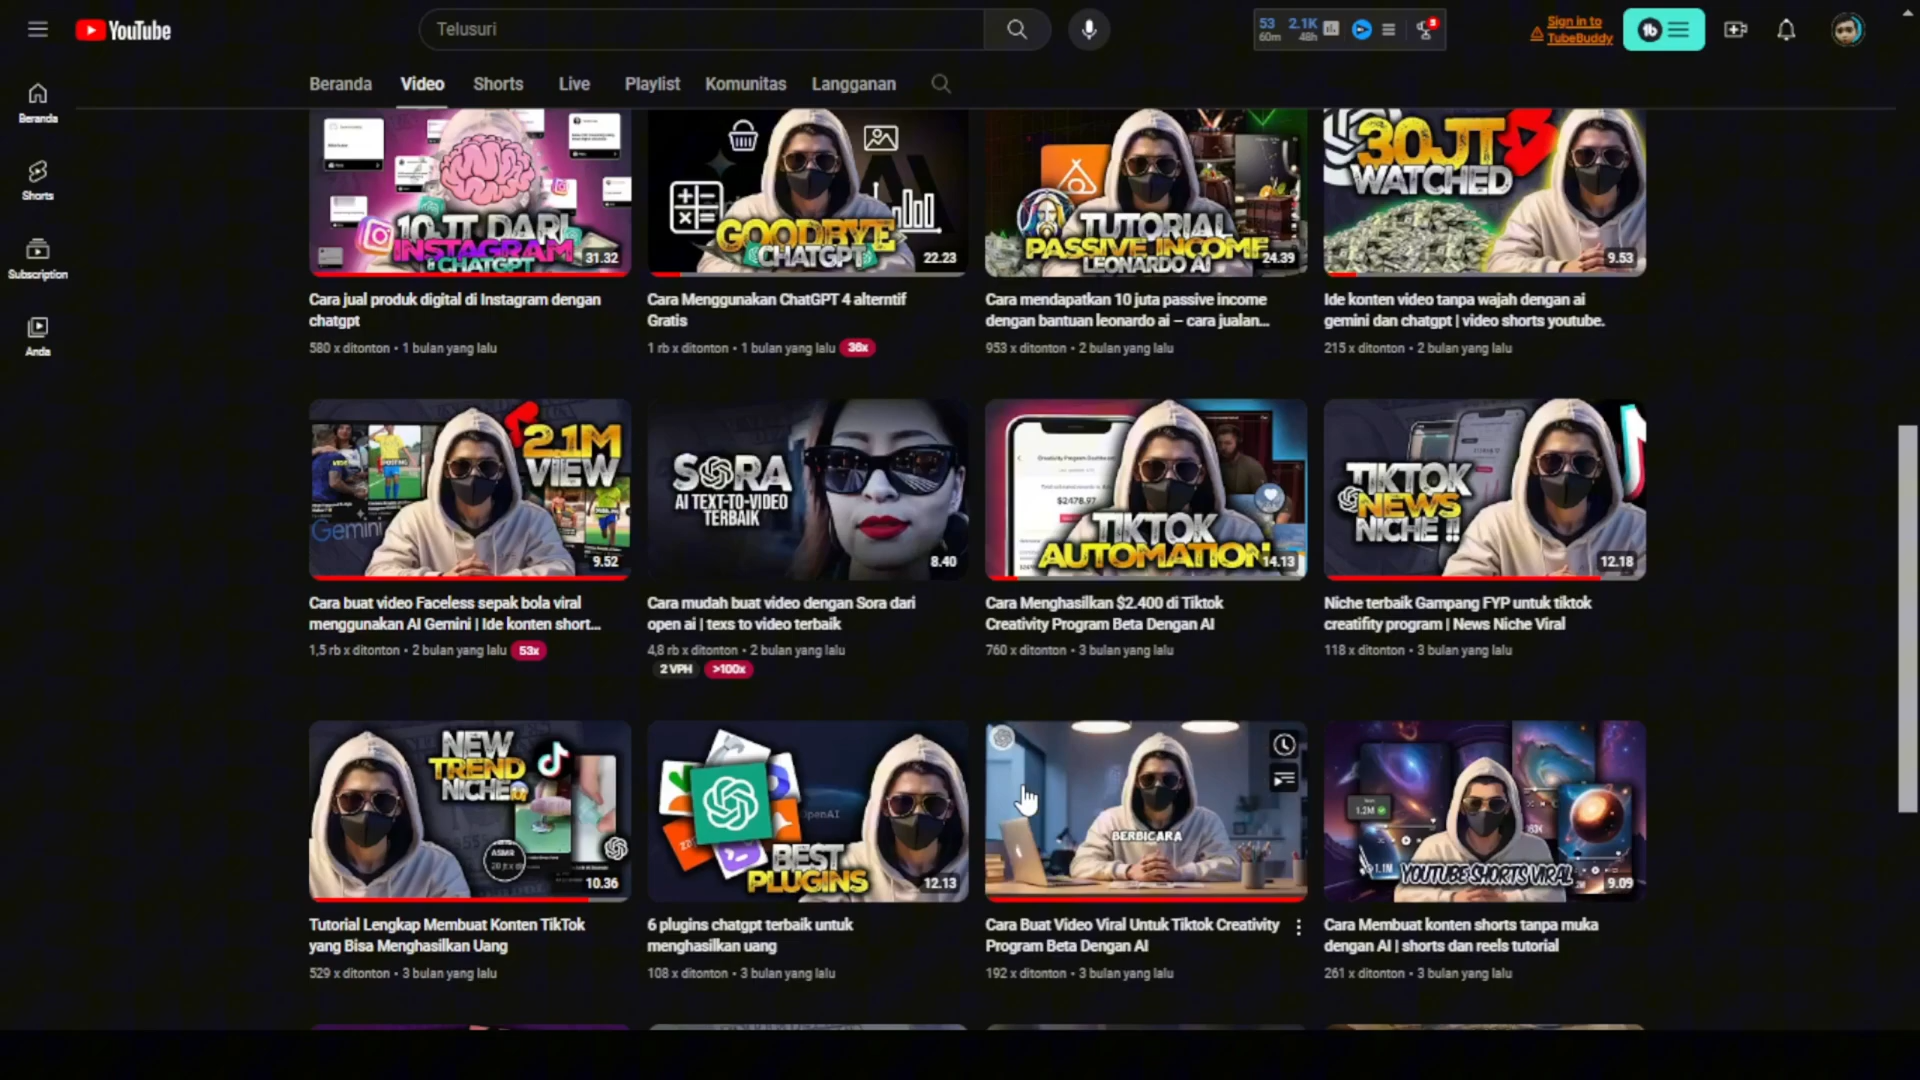 YouTube
Telusuri
53
60m
2.1K
48h
3
Sign in to
TubeBuddy
Beranda
Video
Shorts
Live
Playlist
Komunitas
Langganan
Beranda
Shorts
Subscription
Anda
10 JT DARI
INSTAGRAM
& CHATGPT
31.32
GOODBYE
CHATGPT
22.23
TUTORIAL
PASSIVE INCOME
LEONARDO AI
24.39
30JT
WATCHED
9.53
Cara jual produk digital di Instagram dengan
chatgpt
580 x ditonton • 1 bulan yang lalu
Cara Menggunakan ChatGPT 4 alterntif
Gratis
1 rb x ditonton • 1 bulan yang lalu 36x
Cara mendapatkan 10 juta passive income
dengan bantuan leonardo ai – cara jualan...
953 x ditonton • 2 bulan yang lalu
Ide konten video tanpa wajah dengan ai
gemini dan chatgpt | video shorts youtube.
215 x ditonton • 2 bulan yang lalu
2.1M
VIEW
Gemini
9.52
SORA
AI TEXT-TO-VIDEO
TERBAIK
8.40
$2478.97
TIKTOK
AUTOMATION
14.13
TIKTOK
NEWS
NICHE !!
12.18
Cara buat video Faceless sepak bola viral
menggunakan AI Gemini | Ide konten short...
1,5 rb x ditonton • 2 bulan yang lalu 53x
Cara mudah buat video dengan Sora dari
open ai | texs to video terbaik
4,8 rb x ditonton • 2 bulan yang lalu
2 VPH >100x
Cara Menghasilkan $2.400 di Tiktok
Creativity Program Beta Dengan AI
760 x ditonton • 3 bulan yang lalu
Niche terbaik Gampang FYP untuk tiktok
creatifity program | News Niche Viral
118 x ditonton • 3 bulan yang lalu
NEW
TREND
NICHE
ASMR
10.36
OpenAI
BEST
PLUGINS
12.13
BERBICARA
1.2M
1.1M
YOUTUBE SHORTS VIRAL
9.09
Tutorial Lengkap Membuat Konten TikTok
yang Bisa Menghasilkan Uang
529 x ditonton • 3 bulan yang lalu
6 plugins chatgpt terbaik untuk
menghasilkan uang
108 x ditonton • 3 bulan yang lalu
Cara Buat Video Viral Untuk Tiktok Creativity
Program Beta Dengan AI
192 x ditonton • 3 bulan yang lalu
Cara Membuat konten shorts tanpa muka
dengan AI | shorts dan reels tutorial
261 x ditonton • 3 bulan yang lalu